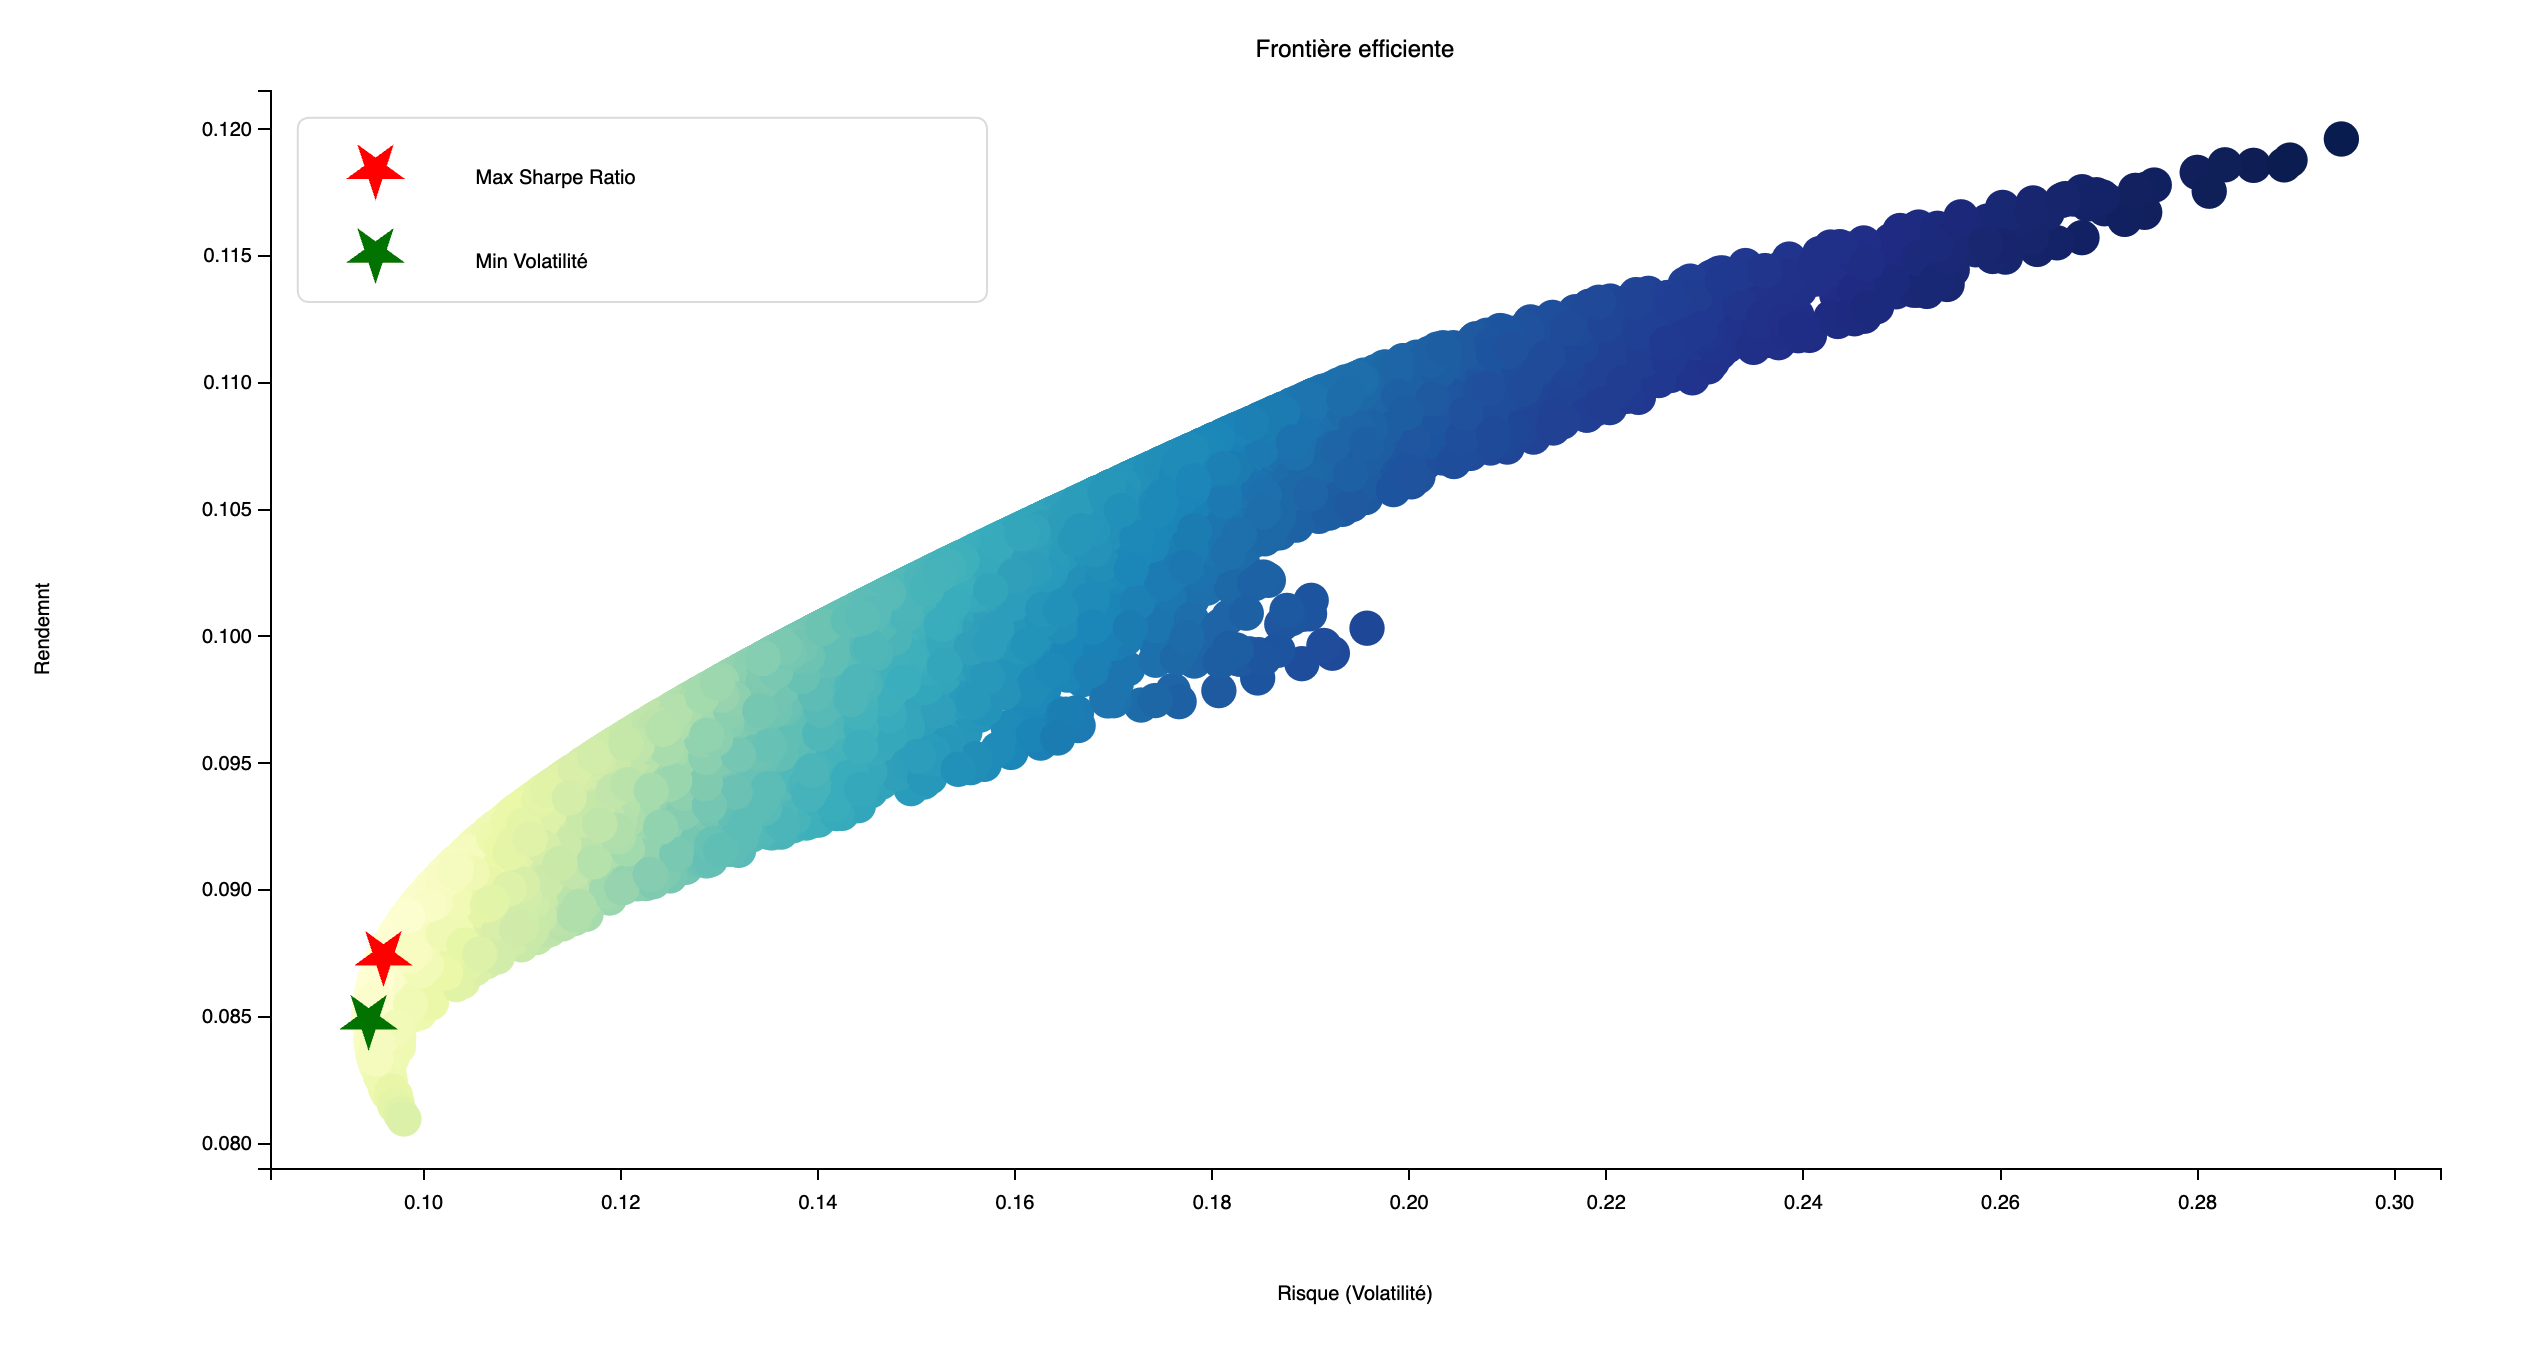 Frontière efficiente
Max Sharpe Ratio
Min Volatilité
0.120
0.115
0.110
0.105
0.100
0.095
0.090
0.085
0.080
Rendemnt
0.10 0.12 0.14 0.16 0.18 0.20 0.22 0.24 0.26 0.28 0.30
Risque (Volatilité)